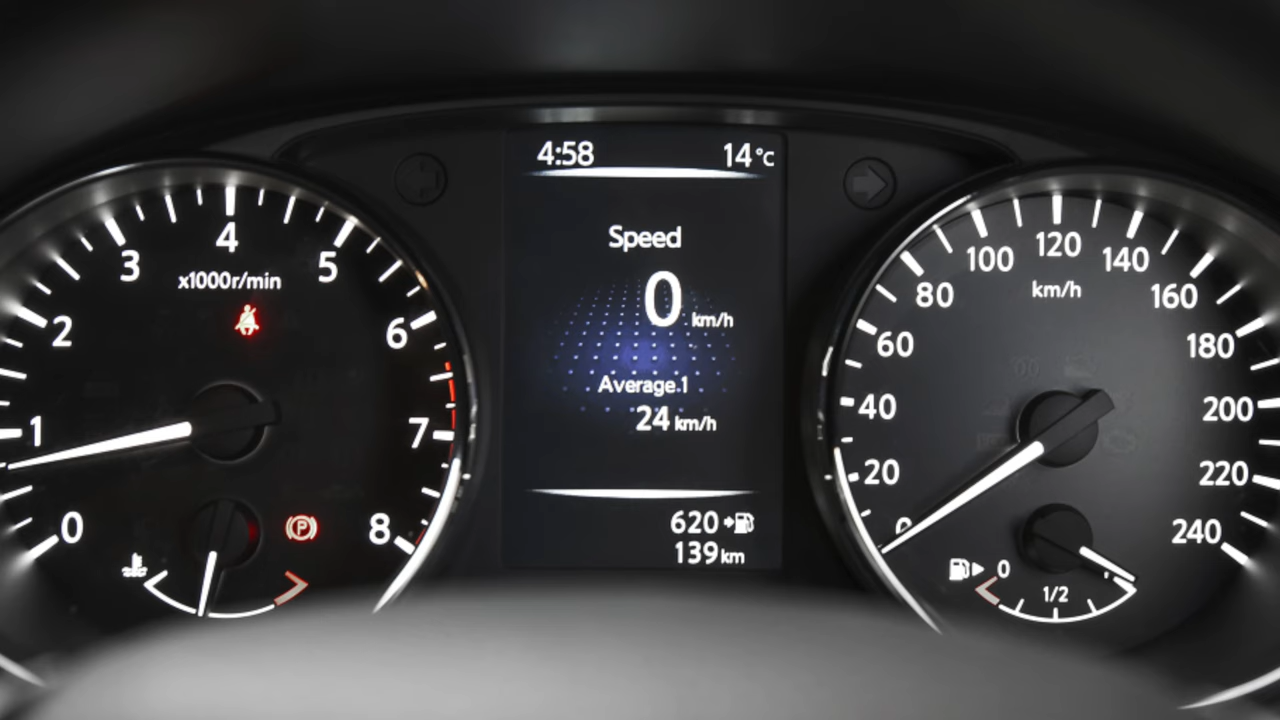 4:58 14°C
Speed
0 km/h
Average 1
24 km/h
620
139 km
0
1
2
3
4
5
6
7
8
x1000r/min
P
0
20
40
60
80
100
120
140
160
180
200
220
240
km/h
0
1/2